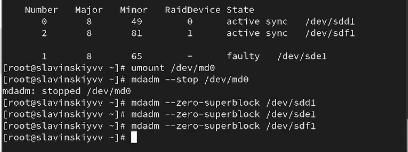 Number Major Minor RaidDevice State
0 8 49 0 active sync /dev/sdd1
2 8 81 1 active sync /dev/sdf1
1 8 65 - faulty /dev/sde1
[root@slavinskiyvv ~]# umount /dev/md0
[root@slavinskiyvv ~]# mdadm --stop /dev/md0
mdadm: stopped /dev/md0
[root@slavinskiyvv ~]# mdadm --zero-superblock /dev/sdd1
[root@slavinskiyvv ~]# mdadm --zero-superblock /dev/sde1
[root@slavinskiyvv ~]# mdadm --zero-superblock /dev/sdf1
[root@slavinskiyvv ~]#